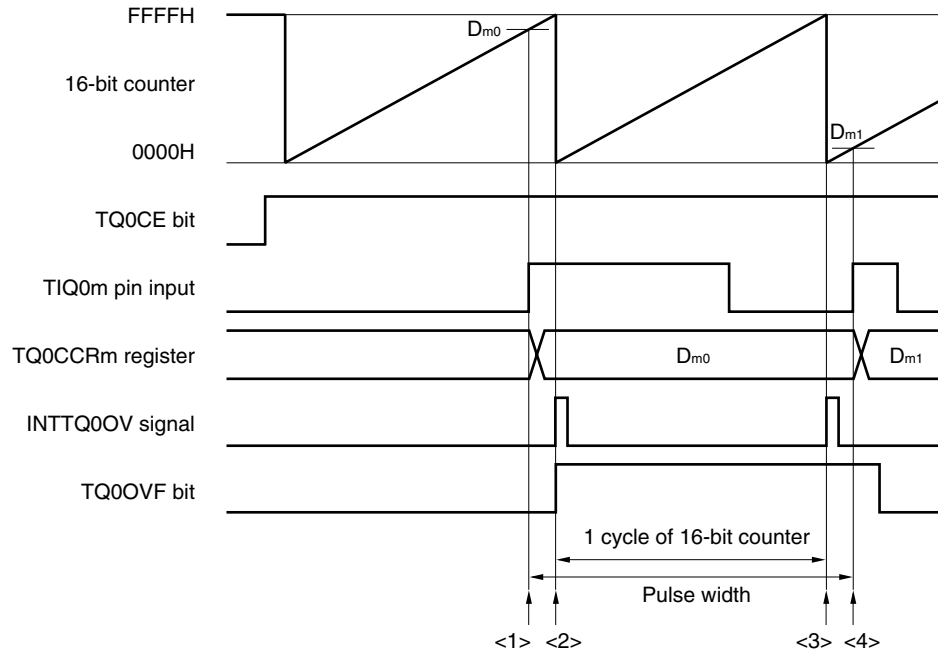 FFFFH
Dm0
16-bit counter
Dm1
0000H
TQ0CE bit
TIQ0m pin input
TQ0CCRm register
Dm0
Dm1
INTTQ0OV signal
TQ0OVF bit
1 cycle of 16-bit counter
Pulse width
<1> <2> <3> <4>